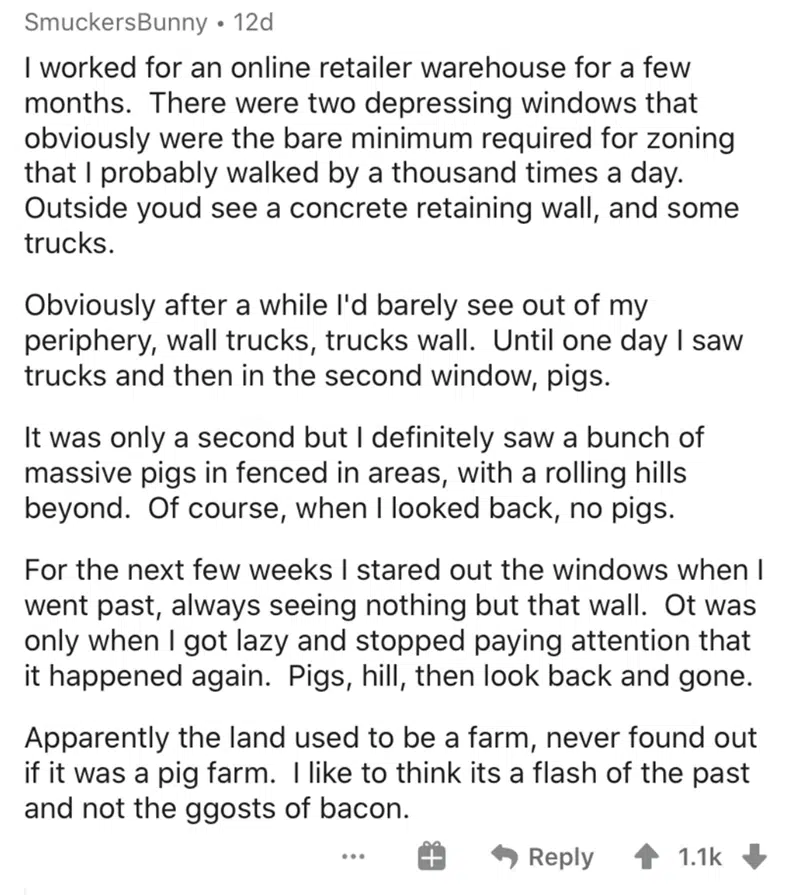 SmuckersBunny • 12d
I worked for an online retailer warehouse for a few
months.  There were two depressing windows that
obviously were the bare minimum required for zoning
that I probably walked by a thousand times a day.
Outside youd see a concrete retaining wall, and some
trucks.
Obviously after a while I'd barely see out of my
periphery, wall trucks, trucks wall.  Until one day I saw
trucks and then in the second window, pigs.
It was only a second but I definitely saw a bunch of
massive pigs in fenced in areas, with a rolling hills
beyond.  Of course, when I looked back, no pigs.
For the next few weeks I stared out the windows when I
went past, always seeing nothing but that wall.  Ot was
only when I got lazy and stopped paying attention that
it happened again.  Pigs, hill, then look back and gone.
Apparently the land used to be a farm, never found out
if it was a pig farm.  I like to think its a flash of the past
and not the ggosts of bacon.
... Reply 1.1k